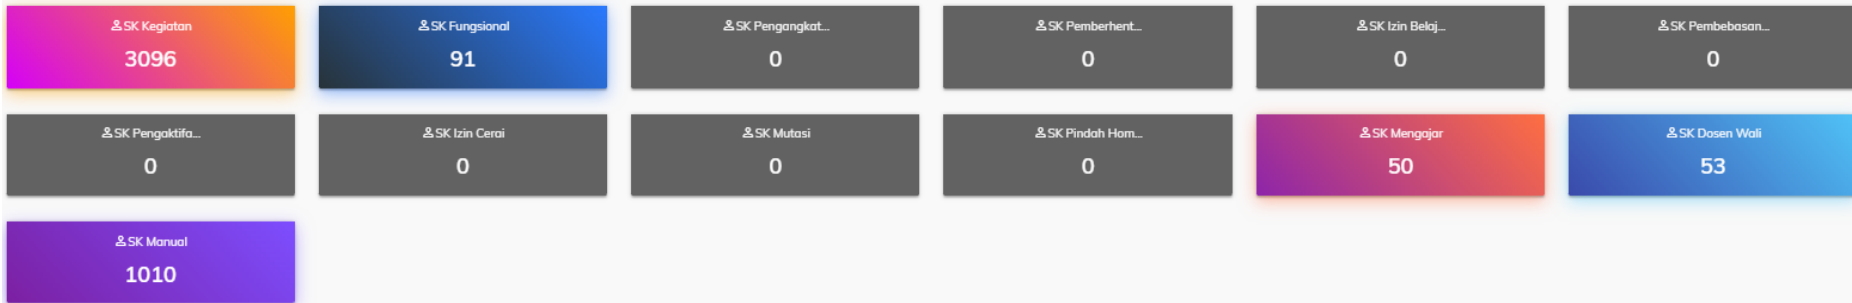 SK Kegiatan
3096
SK Fungsional
91
SK Pengangkat...
0
SK Pemberhent...
0
SK Izin Belaj...
0
SK Pembebasan...
0
SK Pengaktifa...
0
SK Izin Cerai
0
SK Mutasi
0
SK Pindah Hom...
0
SK Mengajar
50
SK Dosen Wali
53
SK Manual
1010